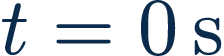 t = 0 s